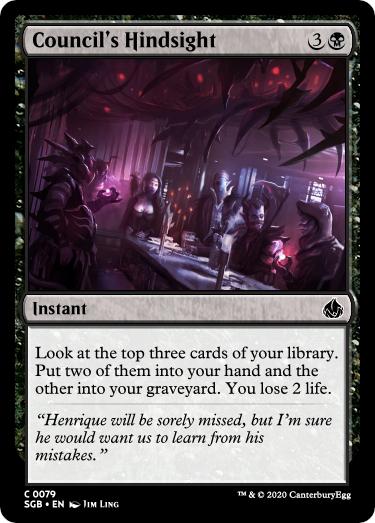 Council's Hindsight 3
Instant
Look at the top three cards of your library.
Put two of them into your hand and the
other into your graveyard. You lose 2 life.
“Henrique will be sorely missed, but I’m sure
he would want us to learn from his
mistakes.”
C 0079
SGB • EN Jim Ling
™ & © 2020 CanterburyEgg